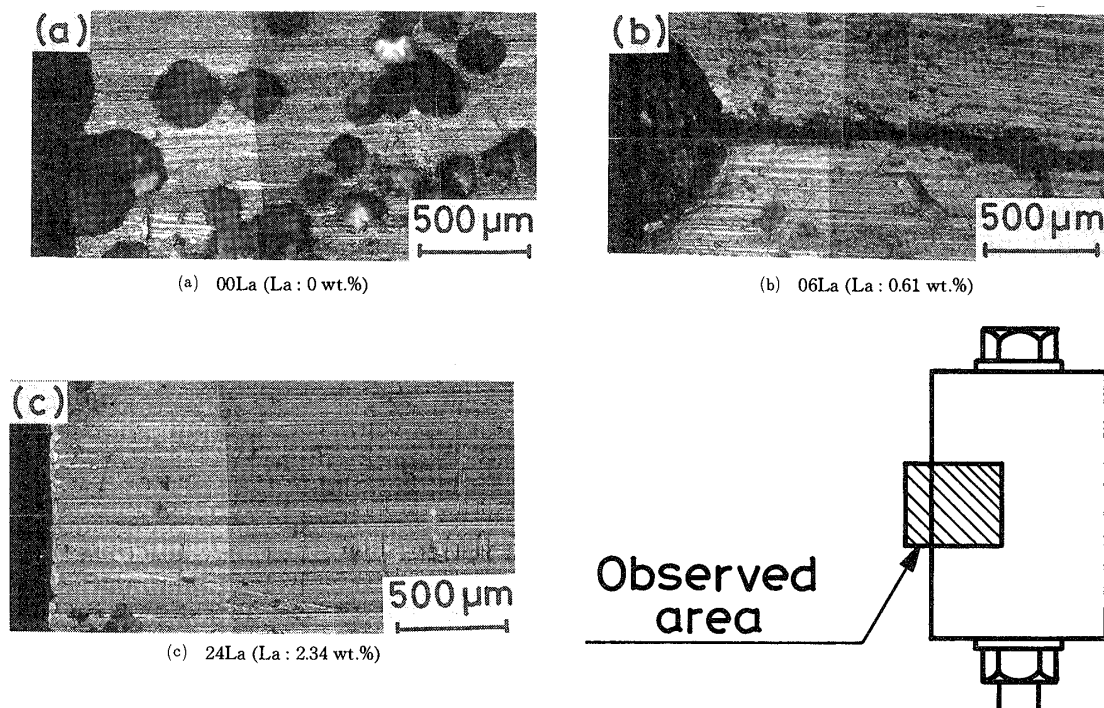 (a)
500 μm
(a) 00La (La : 0 wt.%)
(b)
500 μm
(b) 06La (La : 0.61 wt.%)
(c)
500 μm
(c) 24La (La : 2.34 wt.%)
Observed
area